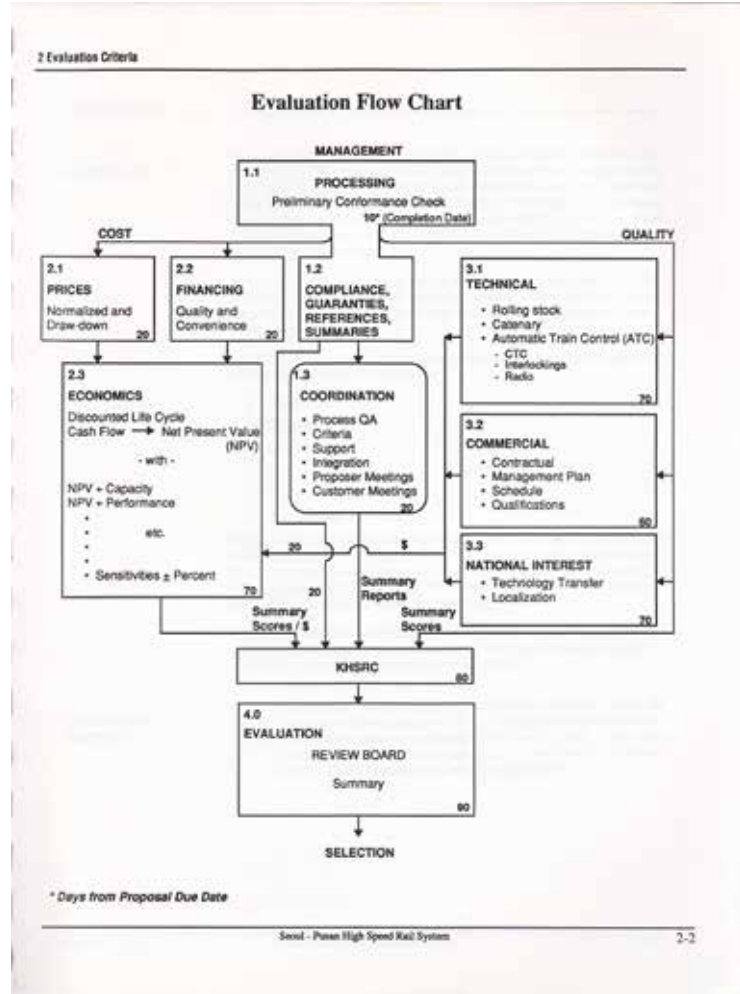 2 Evaluation Criteria
Evaluation Flow Chart
MANAGEMENT
1.1
PROCESSING
Preliminary Conformance Check
10* (Completion Date)
COST
QUALITY
2.1
PRICES
Normalized and
Draw-down
20
2.2
FINANCING
Quality and
Convenience
20
1.2
COMPLIANCE,
GUARANTIES,
REFERENCES,
SUMMARIES
3.1
TECHNICAL
• Rolling stock
• Catenary
• Automatic Train Control (ATC)
- CTC
- Interlockings
- Radio
70
2.3
ECONOMICS
Discounted Life Cycle
Cash Flow → Net Present Value
(NPV)
- with -
NPV + Capacity
NPV + Performance
•
• etc.
•
•
• Sensitivities ± Percent
70
1.3
COORDINATION
• Process QA
• Criteria
• Support
• Integration
• Proposer Meetings
• Customer Meetings
20
3.2
COMMERCIAL
• Contractual
• Management Plan
• Schedule
• Qualifications
60
3.3
NATIONAL INTEREST
• Technology Transfer
• Localization
70
20
$
20
Summary
Reports
Summary
Scores / $
Summary
Scores
KHSRC
80
4.0
EVALUATION
REVIEW BOARD
Summary
90
SELECTION
* Days from Proposal Due Date
Seoul - Pusan High Speed Rail System
2-2